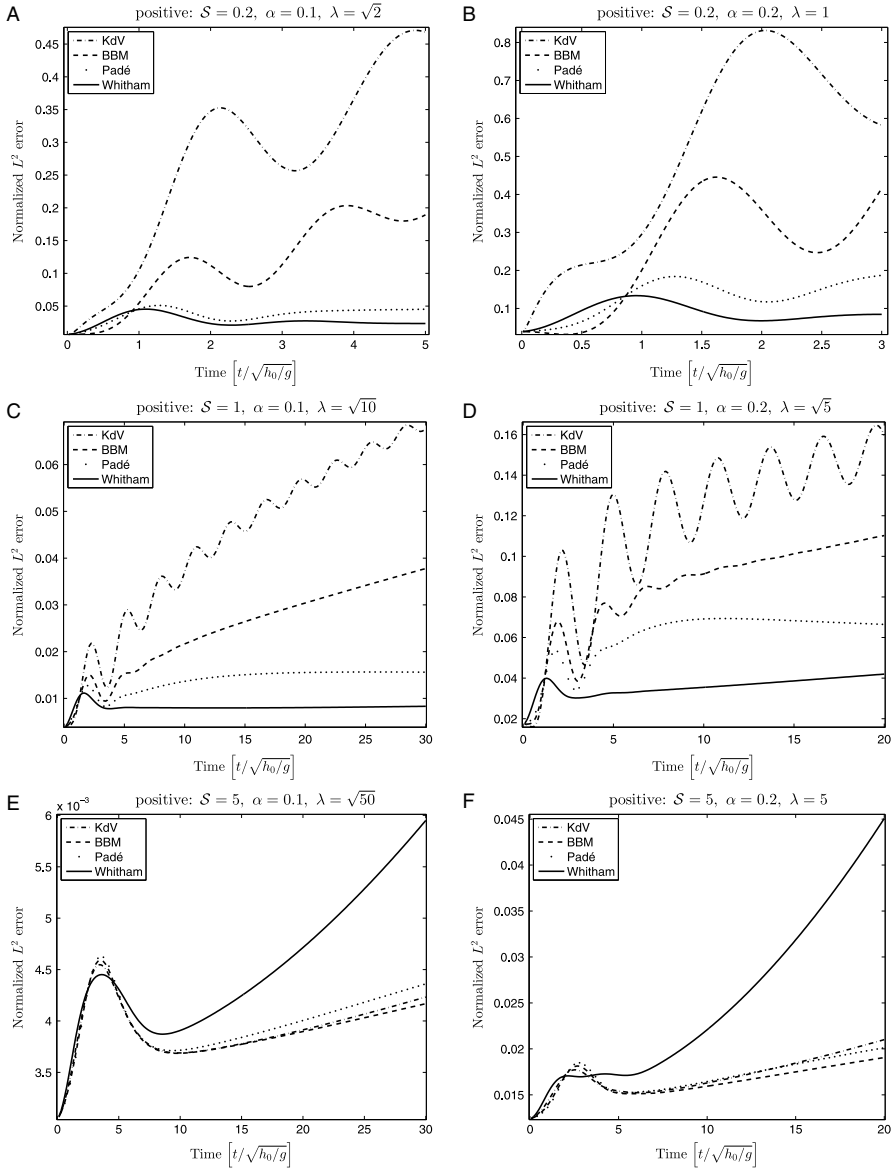 A
positive: 𝒮 = 0.2, α = 0.1, λ = √2
KdV
BBM
Padé
Whitham
Normalized L² error
0.45
0.4
0.35
0.3
0.25
0.2
0.15
0.1
0.05
0 1 2 3 4 5
Time [t/√h₀/g]
B
positive: 𝒮 = 0.2, α = 0.2, λ = 1
KdV
BBM
Padé
Whitham
Normalized L² error
0.8
0.7
0.6
0.5
0.4
0.3
0.2
0.1
0 0.5 1 1.5 2 2.5 3
Time [t/√h₀/g]
C
positive: 𝒮 = 1, α = 0.1, λ = √10
KdV
BBM
Padé
Whitham
Normalized L² error
0.06
0.05
0.04
0.03
0.02
0.01
0 5 10 15 20 25 30
Time [t/√h₀/g]
D
positive: 𝒮 = 1, α = 0.2, λ = √5
KdV
BBM
Padé
Whitham
Normalized L² error
0.16
0.14
0.12
0.1
0.08
0.06
0.04
0.02
0 5 10 15 20
Time [t/√h₀/g]
E
positive: 𝒮 = 5, α = 0.1, λ = √50
x 10⁻³
KdV
BBM
Padé
Whitham
Normalized L² error
6
5.5
5
4.5
4
3.5
0 5 10 15 20 25 30
Time [t/√h₀/g]
F
positive: 𝒮 = 5, α = 0.2, λ = 5
KdV
BBM
Padé
Whitham
Normalized L² error
0.045
0.04
0.035
0.03
0.025
0.02
0.015
0 5 10 15 20
Time [t/√h₀/g]